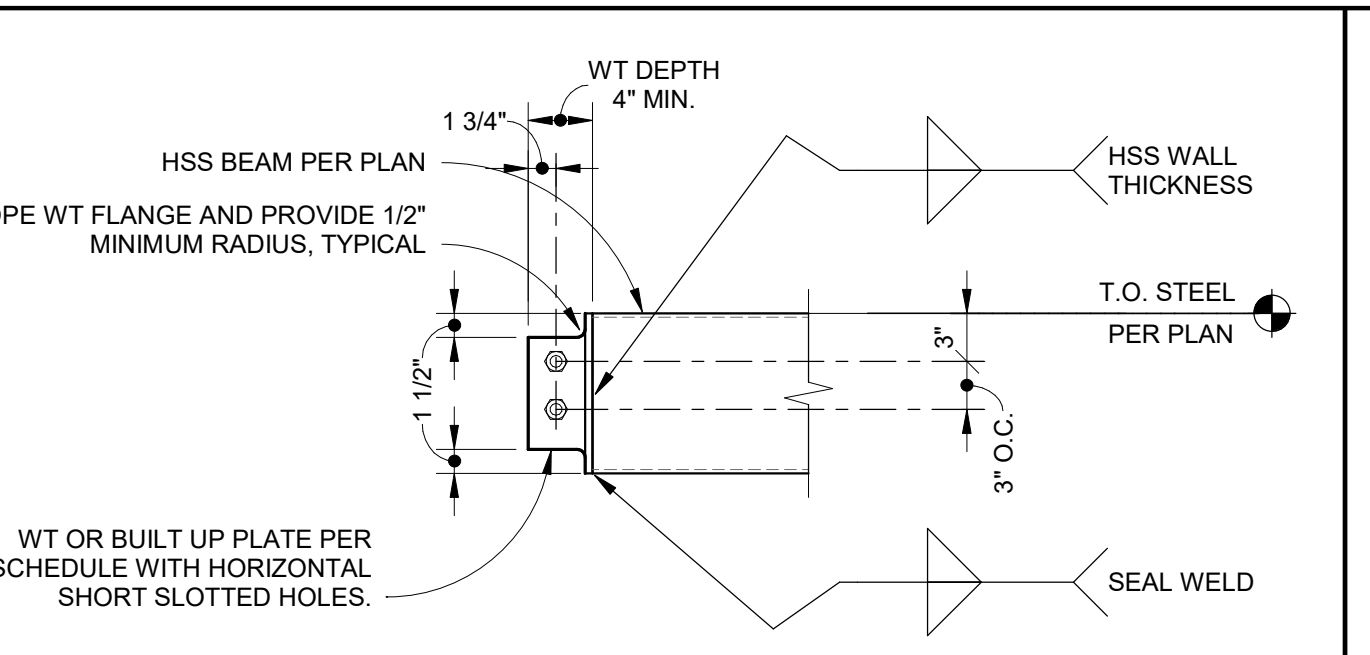 WT DEPTH
4" MIN.
1 3/4"
HSS BEAM PER PLAN
HSS WALL
THICKNESS
OPE WT FLANGE AND PROVIDE 1/2"
MINIMUM RADIUS, TYPICAL
T.O. STEEL
PER PLAN
3"
1 1/2"
3" O.C.
WT OR BUILT UP PLATE PER
SCHEDULE WITH HORIZONTAL
SHORT SLOTTED HOLES.
SEAL WELD